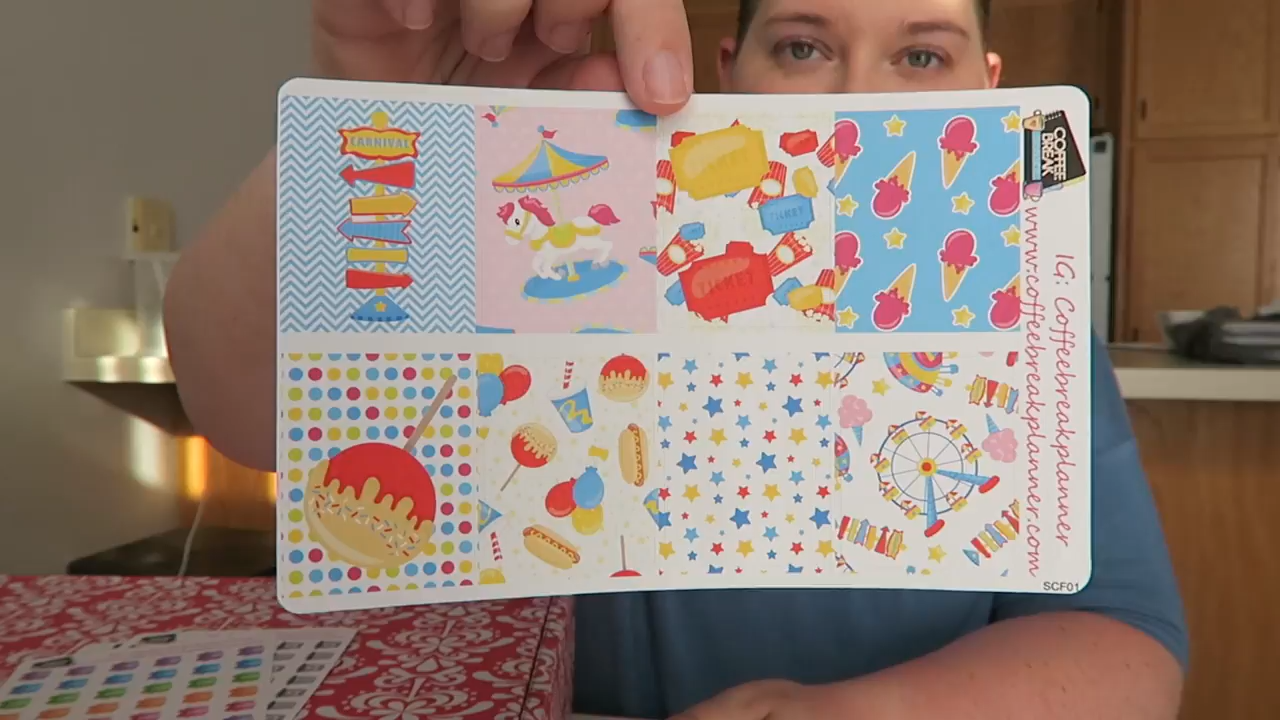 CARNIVAL
TICKET
TICKET
COFFEE
BREAK
IG: Coffeebreakplanner
www.coffeebreakplanner.com
SCF01